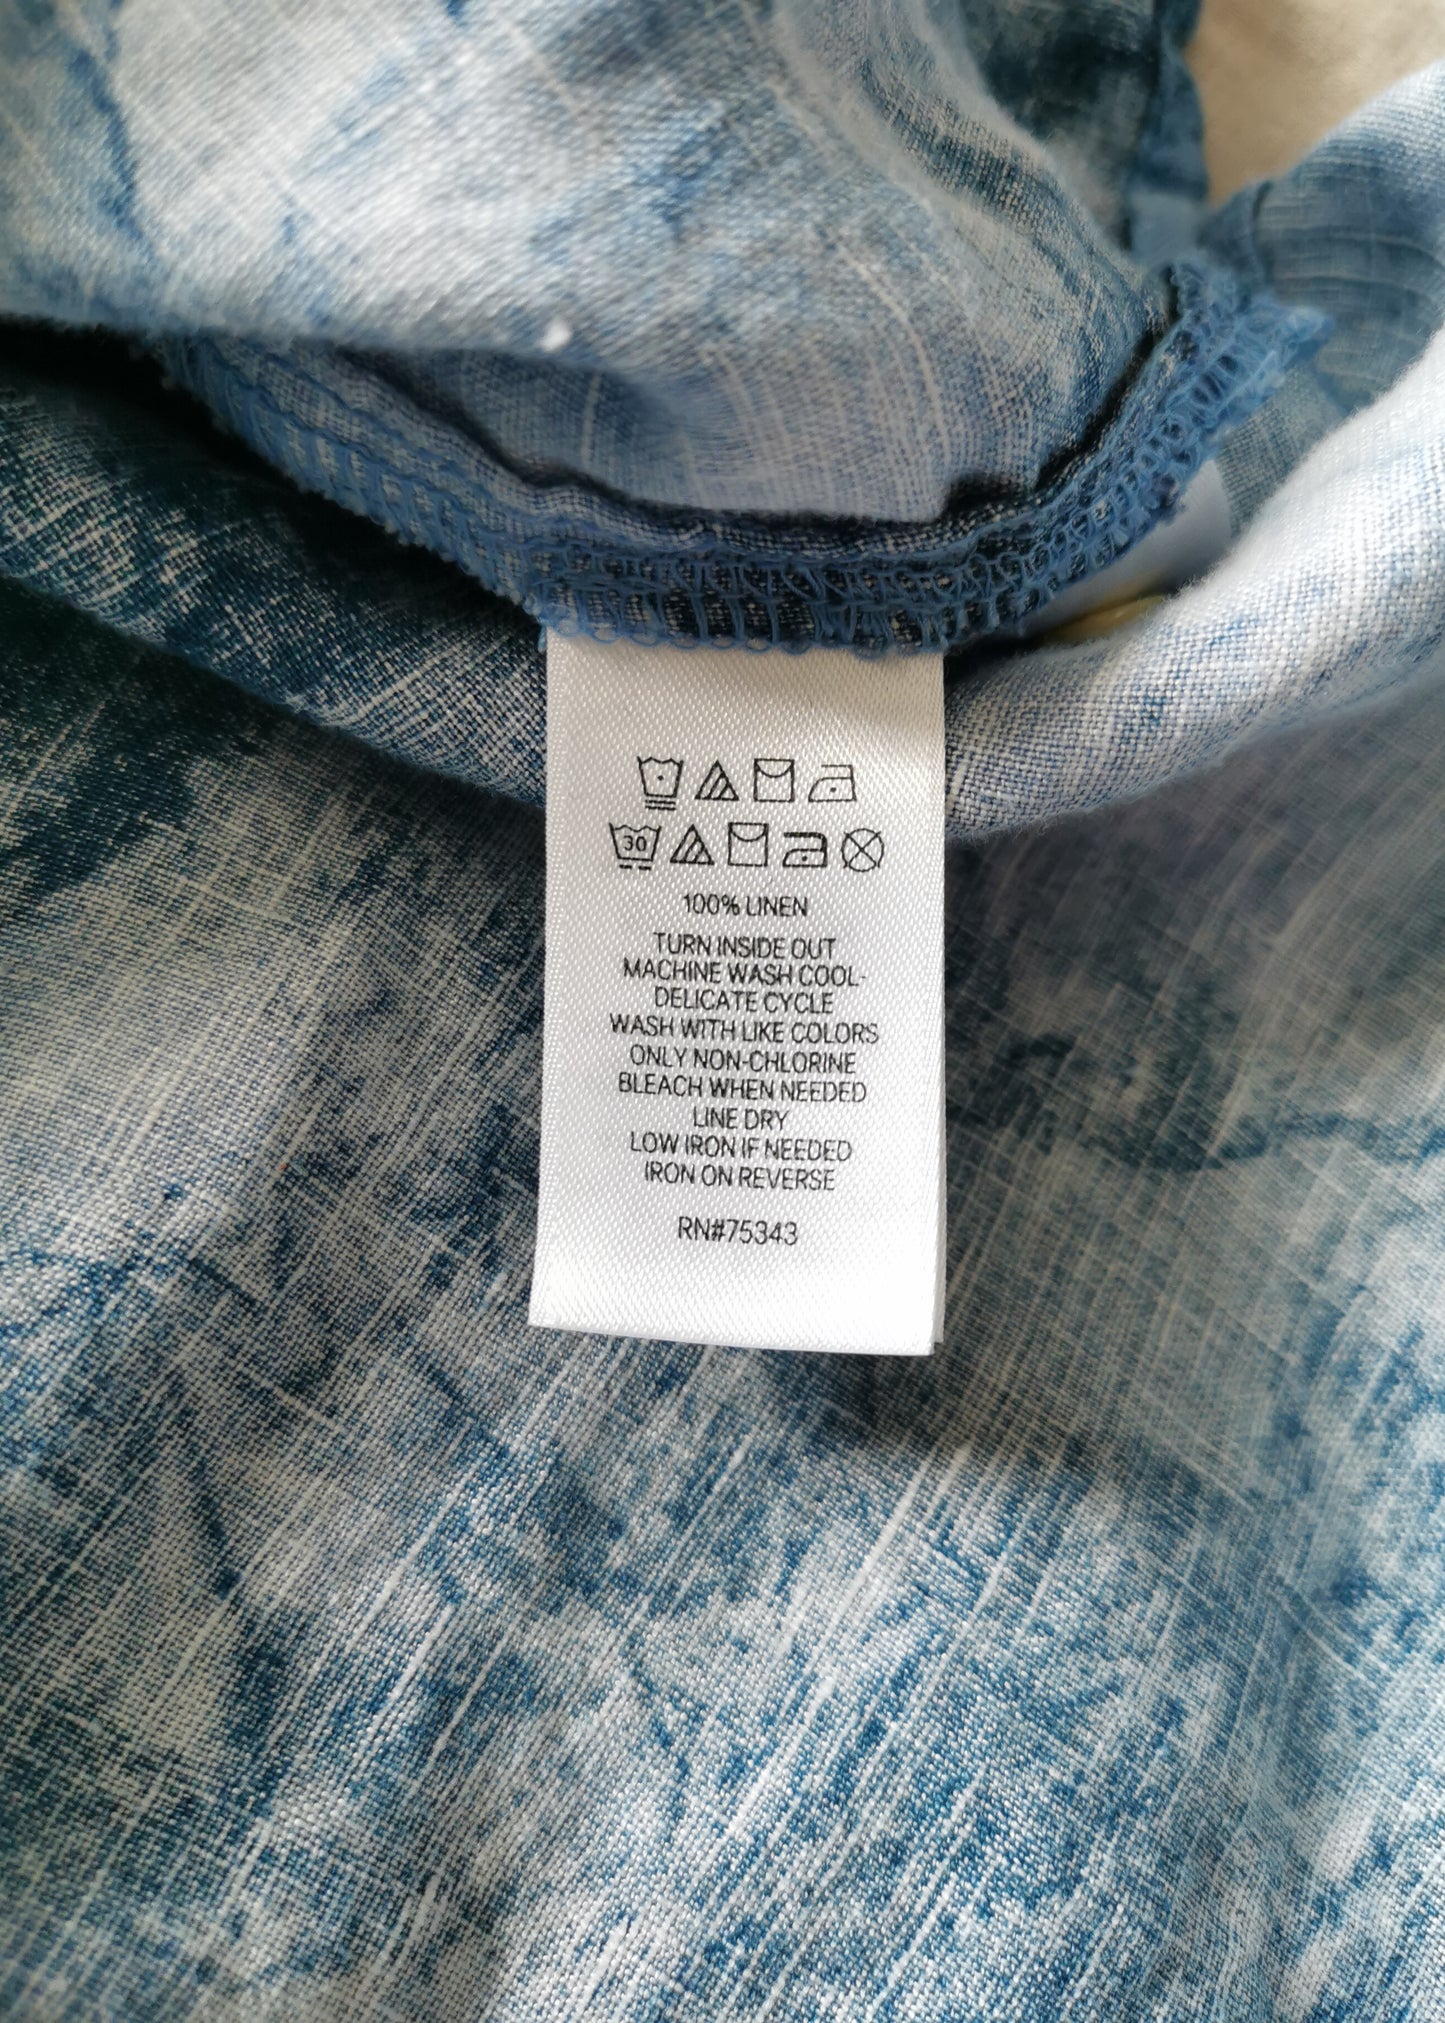 30
100% LINEN
TURN INSIDE OUT
MACHINE WASH COOL-
DELICATE CYCLE
WASH WITH LIKE COLORS
ONLY NON-CHLORINE
BLEACH WHEN NEEDED
LINE DRY
LOW IRON IF NEEDED
IRON ON REVERSE
RN#75343